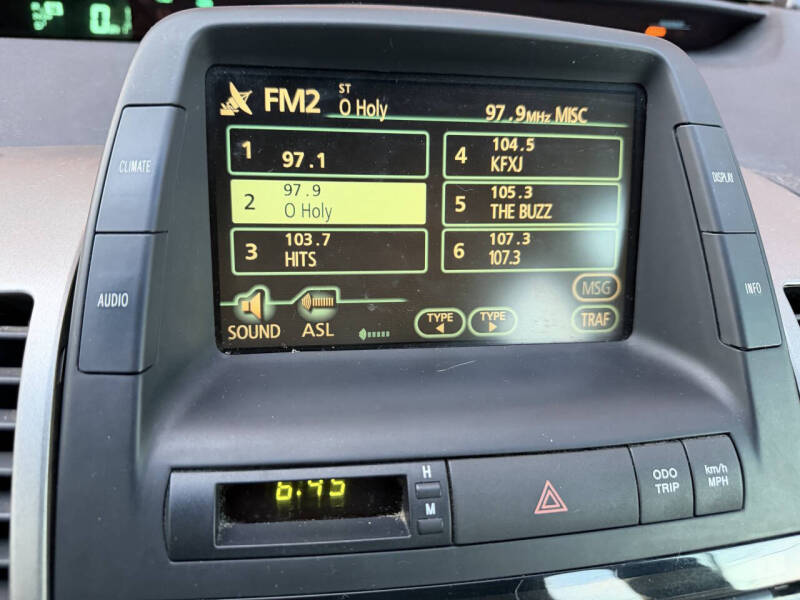 P 0
FM2 ST O Holy 97.9MHz MISC
CLIMATE
DISPLAY
1 97.1
4 104.5 KFXJ
2 97.9 O Holy
5 105.3 THE BUZZ
3 103.7 HITS
6 107.3 107.3
AUDIO
INFO
MSG
SOUND ASL TYPE TYPE TRAF
6:45
H
M
ODO TRIP
km/h MPH